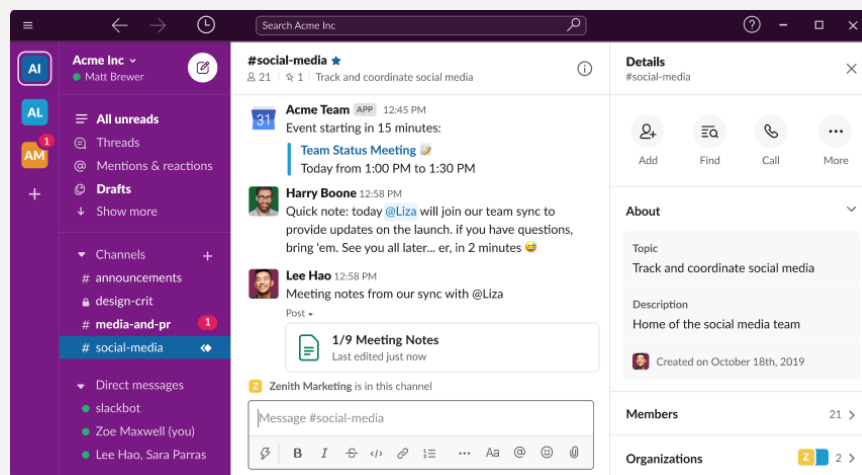 Search Acme Inc
?
AI
AL
AM
1
Acme Inc
Matt Brewer
All unreads
Threads
@ Mentions & reactions
Drafts
Show more
Channels
# announcements
design-crit
# media-and-pr 1
# social-media
Direct messages
slackbot
Zoe Maxwell (you)
Lee Hao, Sara Parras
#social-media
21 1 Track and coordinate social media
31
Acme Team APP 12:45 PM
Event starting in 15 minutes:
Team Status Meeting
Today from 1:00 PM to 1:30 PM
Harry Boone 12:58 PM
Quick note: today @Liza will join our team sync to
provide updates on the launch. if you have questions,
bring ‘em. See you all later... er, in 2 minutes
Lee Hao 12:58 PM
Meeting notes from our sync with @Liza
Post
1/9 Meeting Notes
Last edited just now
Z Zenith Marketing is in this channel
Message #social-media
B I S </> ... Aa @
Details
#social-media
Add Find Call More
About
Topic
Track and coordinate social media
Description
Home of the social media team
Created on October 18th, 2019
Members 21
Organizations Z 2